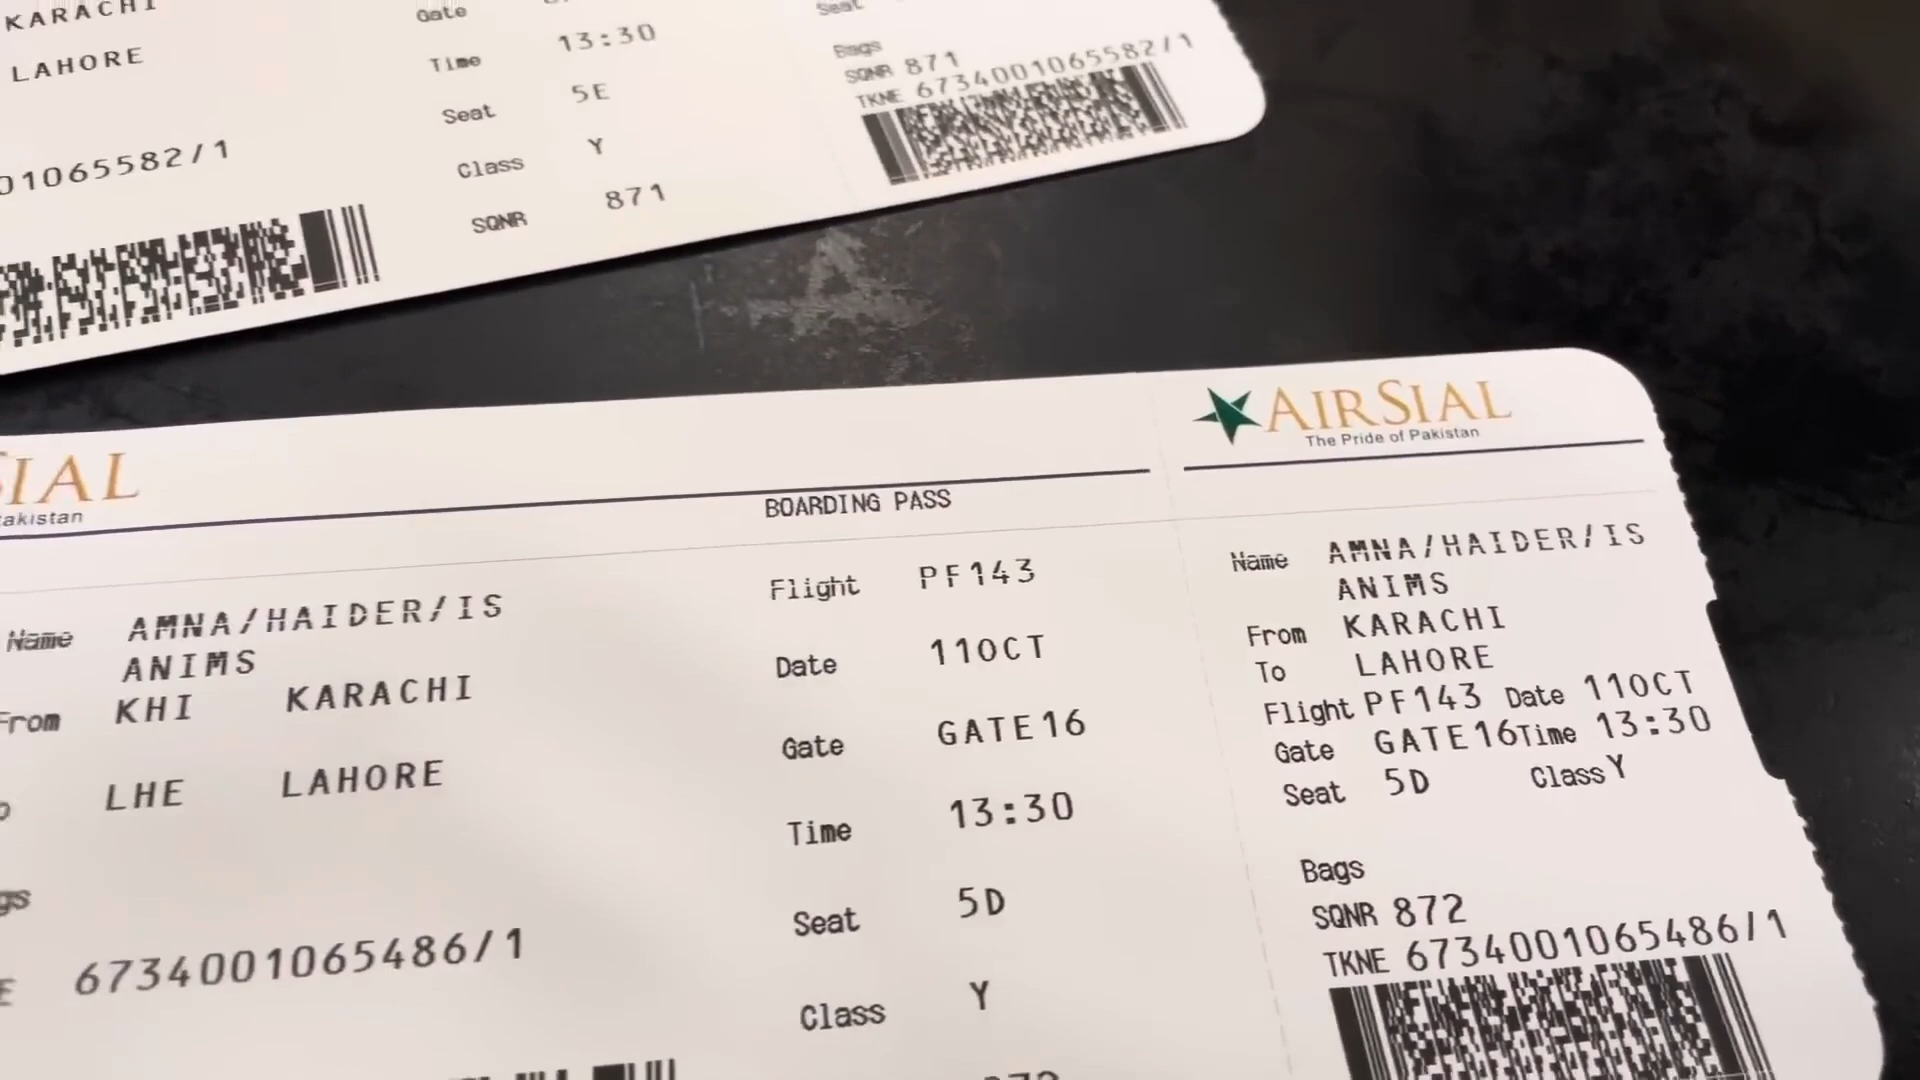 KARACHI
LAHORE
01065582/1
Gate
Time 13:30
Seat 5E
Class Y
SQNR 871
Seat
Bags
SQNR 871
TKNE 6734001065582/1
SIAL
akistan
BOARDING PASS
Name AMNA/HAIDER/IS
ANIMS
From KHI KARACHI
LHE LAHORE
gs
6734001065486/1
Flight PF143
Date 11OCT
Gate GATE16
Time 13:30
Seat 5D
Class Y
872
AIRSIAL
The Pride of Pakistan
Name AMNA/HAIDER/IS
ANIMS
From KARACHI
To LAHORE
Flight PF143 Date 11OCT
Gate GATE16 Time 13:30
Seat 5D Class Y
Bags
SQNR 872
TKNE 6734001065486/1